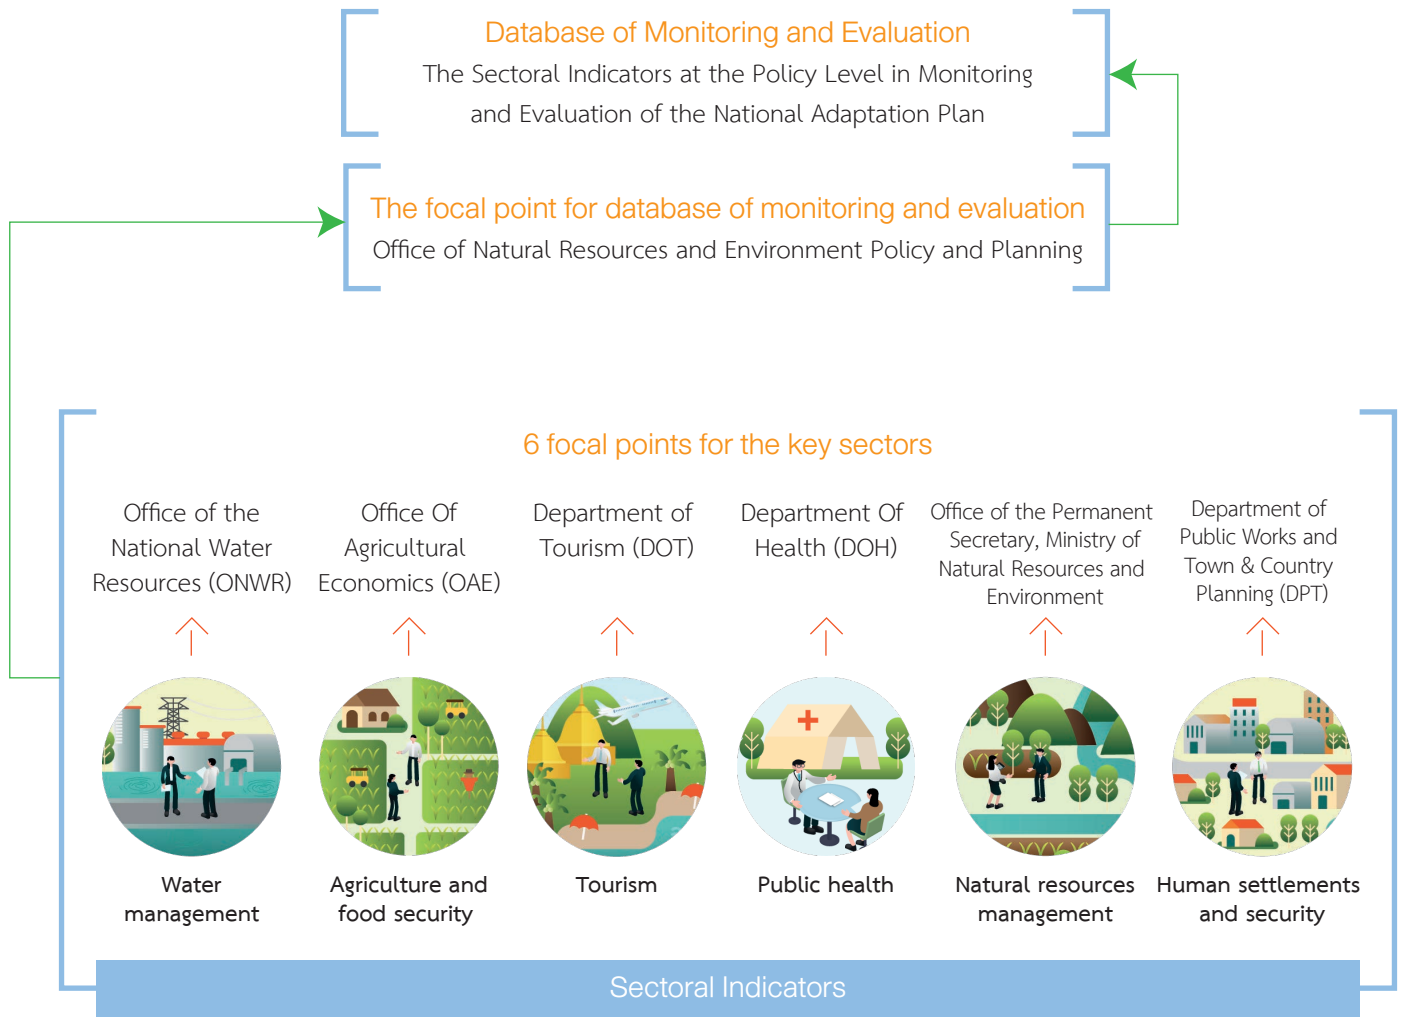 Database of Monitoring and Evaluation
The Sectoral Indicators at the Policy Level in Monitoring
and Evaluation of the National Adaptation Plan
The focal point for database of monitoring and evaluation
Office of Natural Resources and Environment Policy and Planning
6 focal points for the key sectors
Office of the
National Water
Resources (ONWR)
Office Of
Agricultural
Economics (OAE)
Department of
Tourism (DOT)
Department Of
Health (DOH)
Office of the Permanent
Secretary, Ministry of
Natural Resources and
Environment
Department of
Public Works and
Town & Country
Planning (DPT)
Water
management
Agriculture and
food security
Tourism
Public health
Natural resources
management
Human settlements
and security
Sectoral Indicators